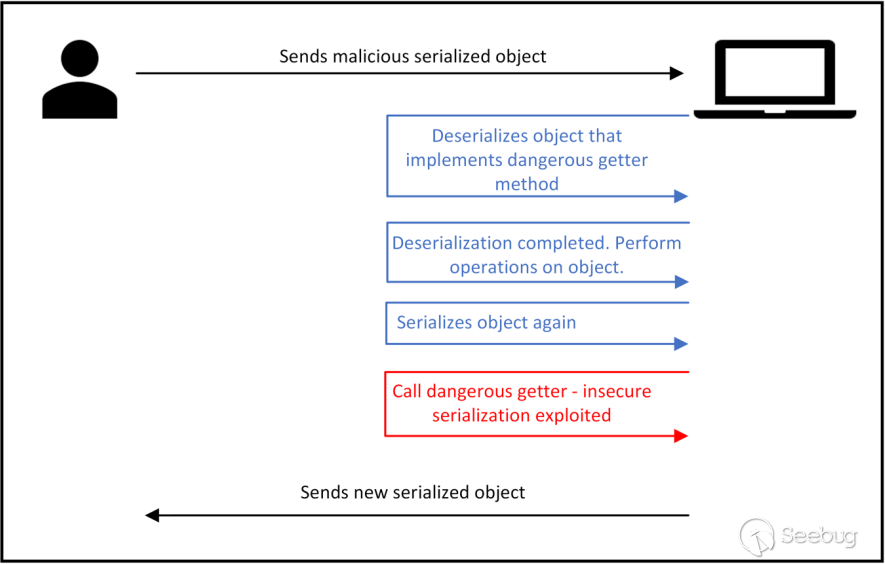 Sends malicious serialized object
Deserializes object that
implements dangerous getter
method
Deserialization completed. Perform
operations on object.
Serializes object again
Call dangerous getter - insecure
serialization exploited
Sends new serialized object
Seebug